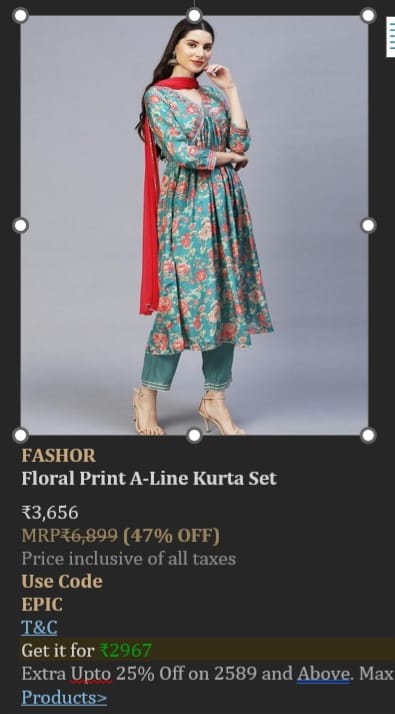 FASHOR
Floral Print A-Line Kurta Set
₹3,656
MRP₹6,899 (47% OFF)
Price inclusive of all taxes
Use Code
EPIC
T&C
Get it for ₹2967
Extra Upto 25% Off on 2589 and Above. Max
Products>